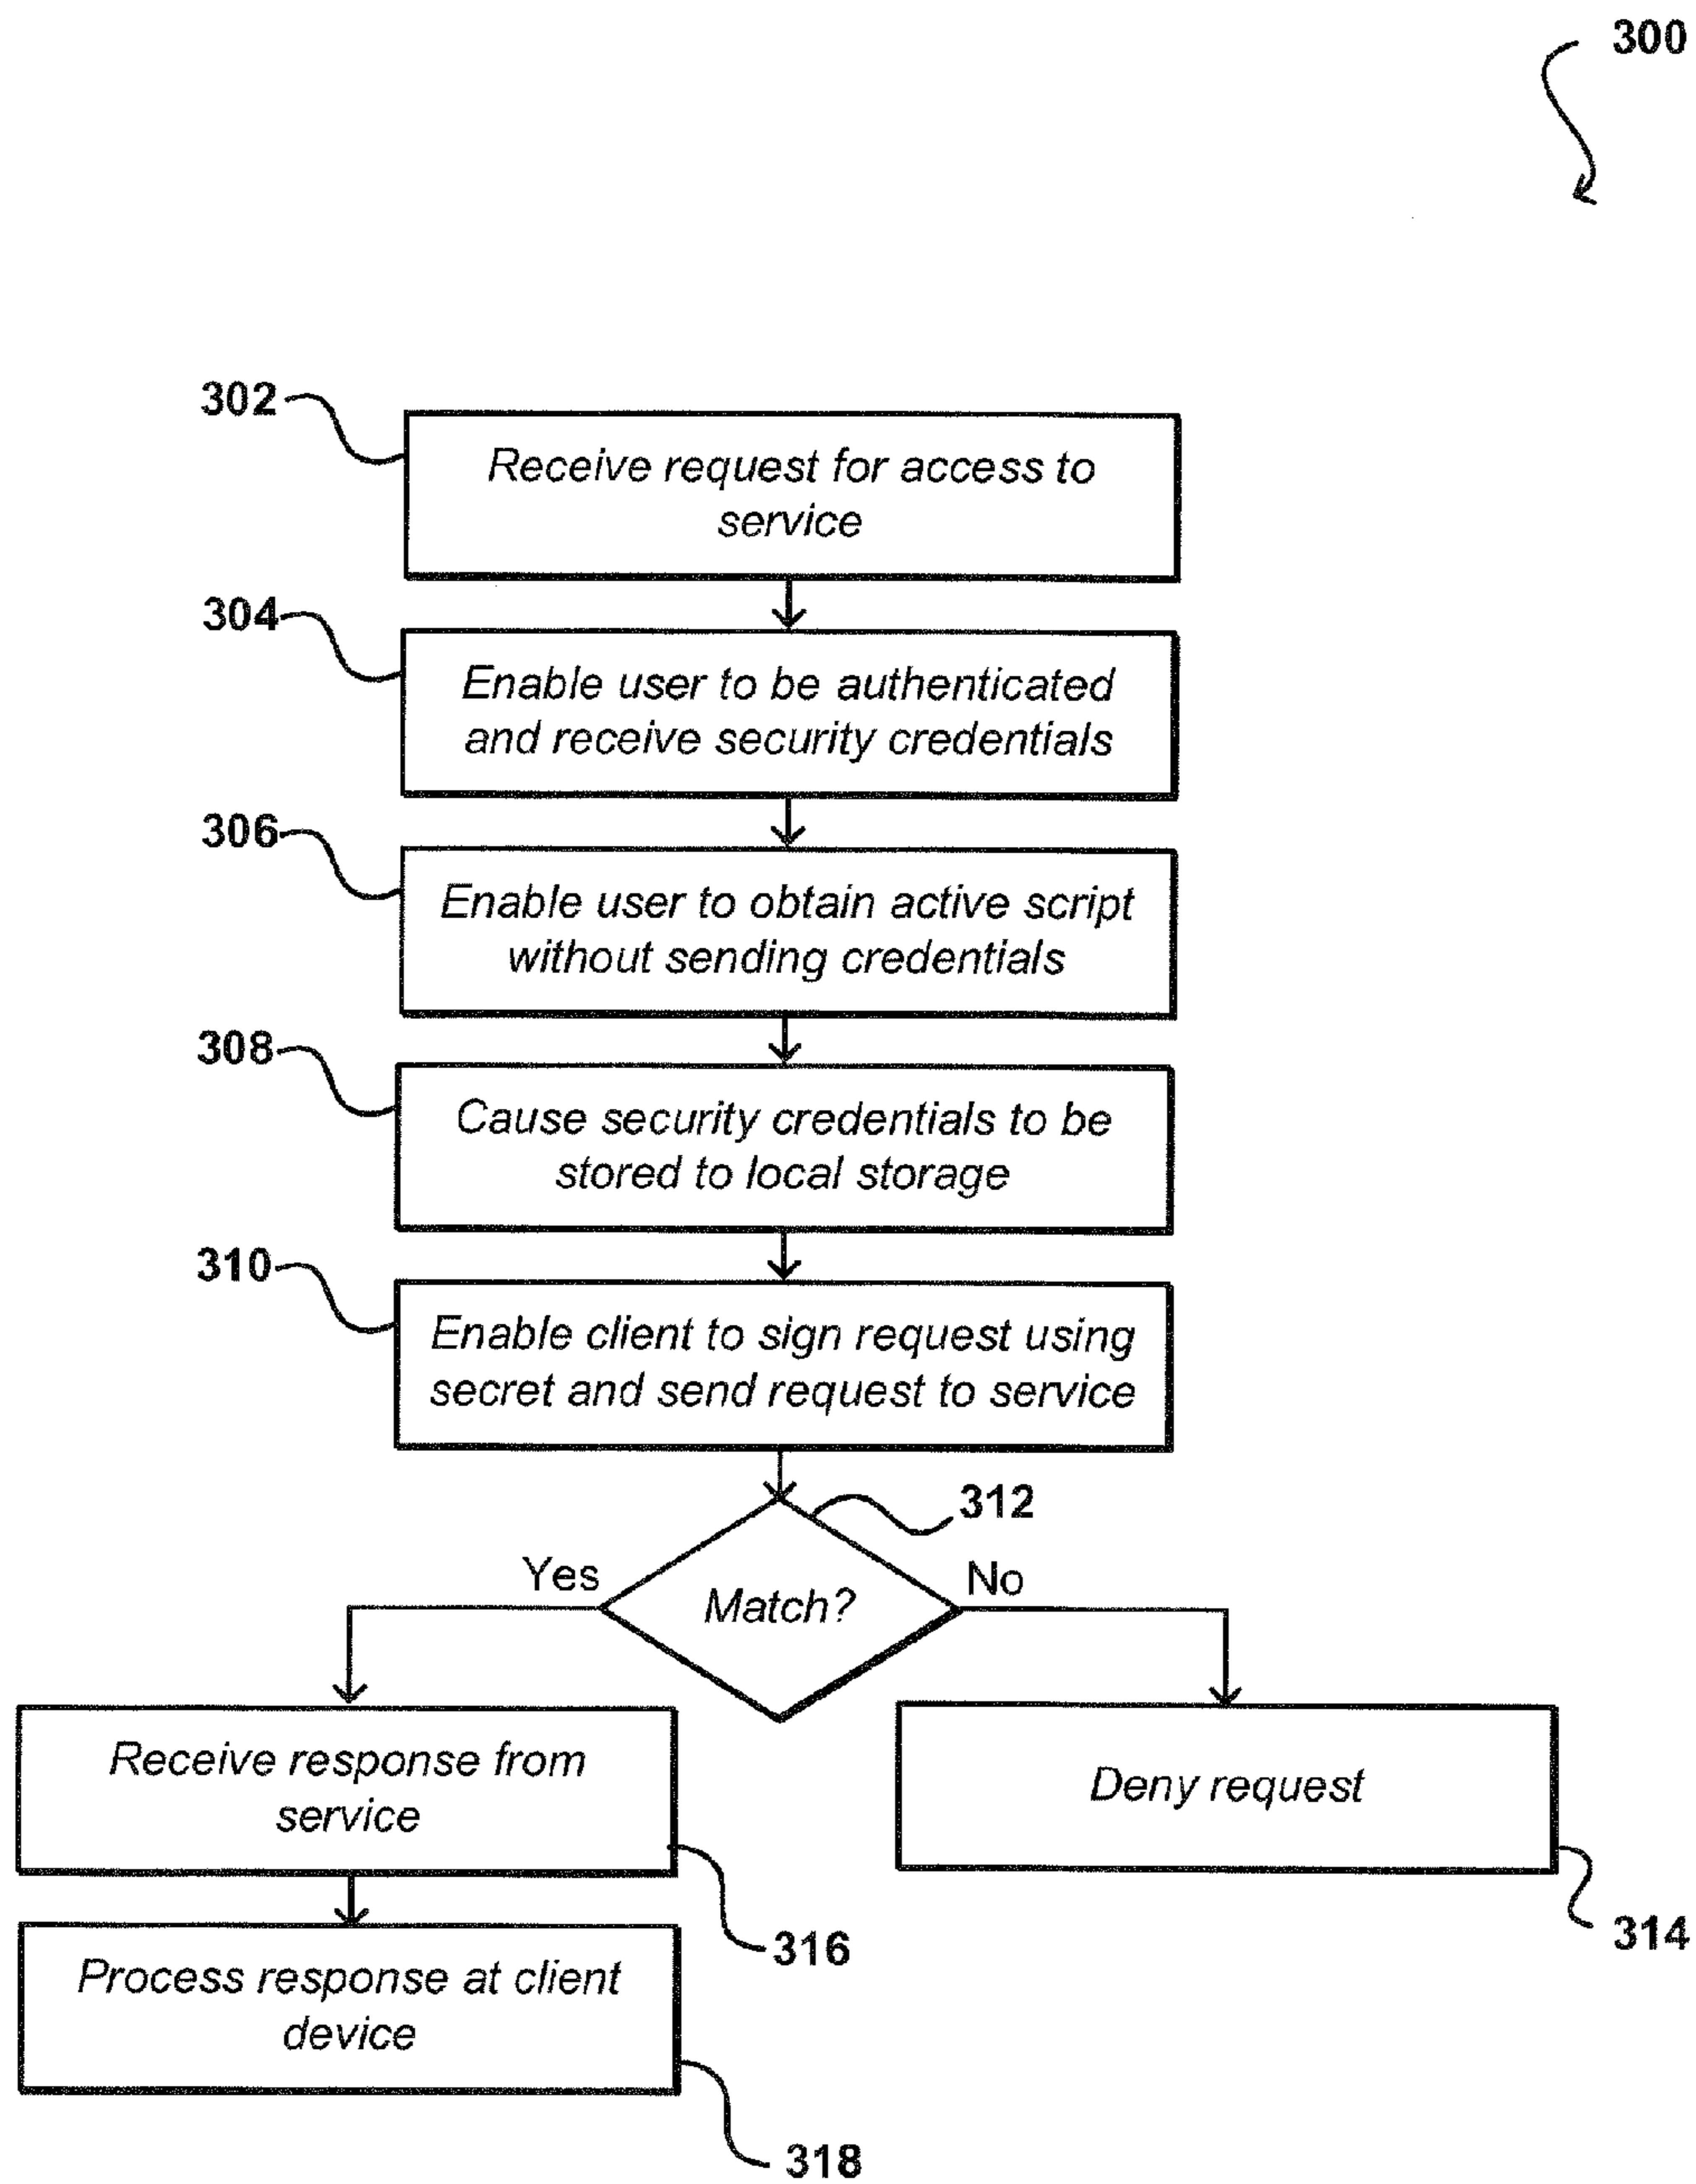 300
302
Receive request for access to
service
304
Enable user to be authenticated
and receive security credentials
306
Enable user to obtain active script
without sending credentials
308
Cause security credentials to be
stored to local storage
310
Enable client to sign request using
secret and send request to service
312
Yes
Match?
No
Receive response from
service
316
Deny request
314
Process response at client
device
318